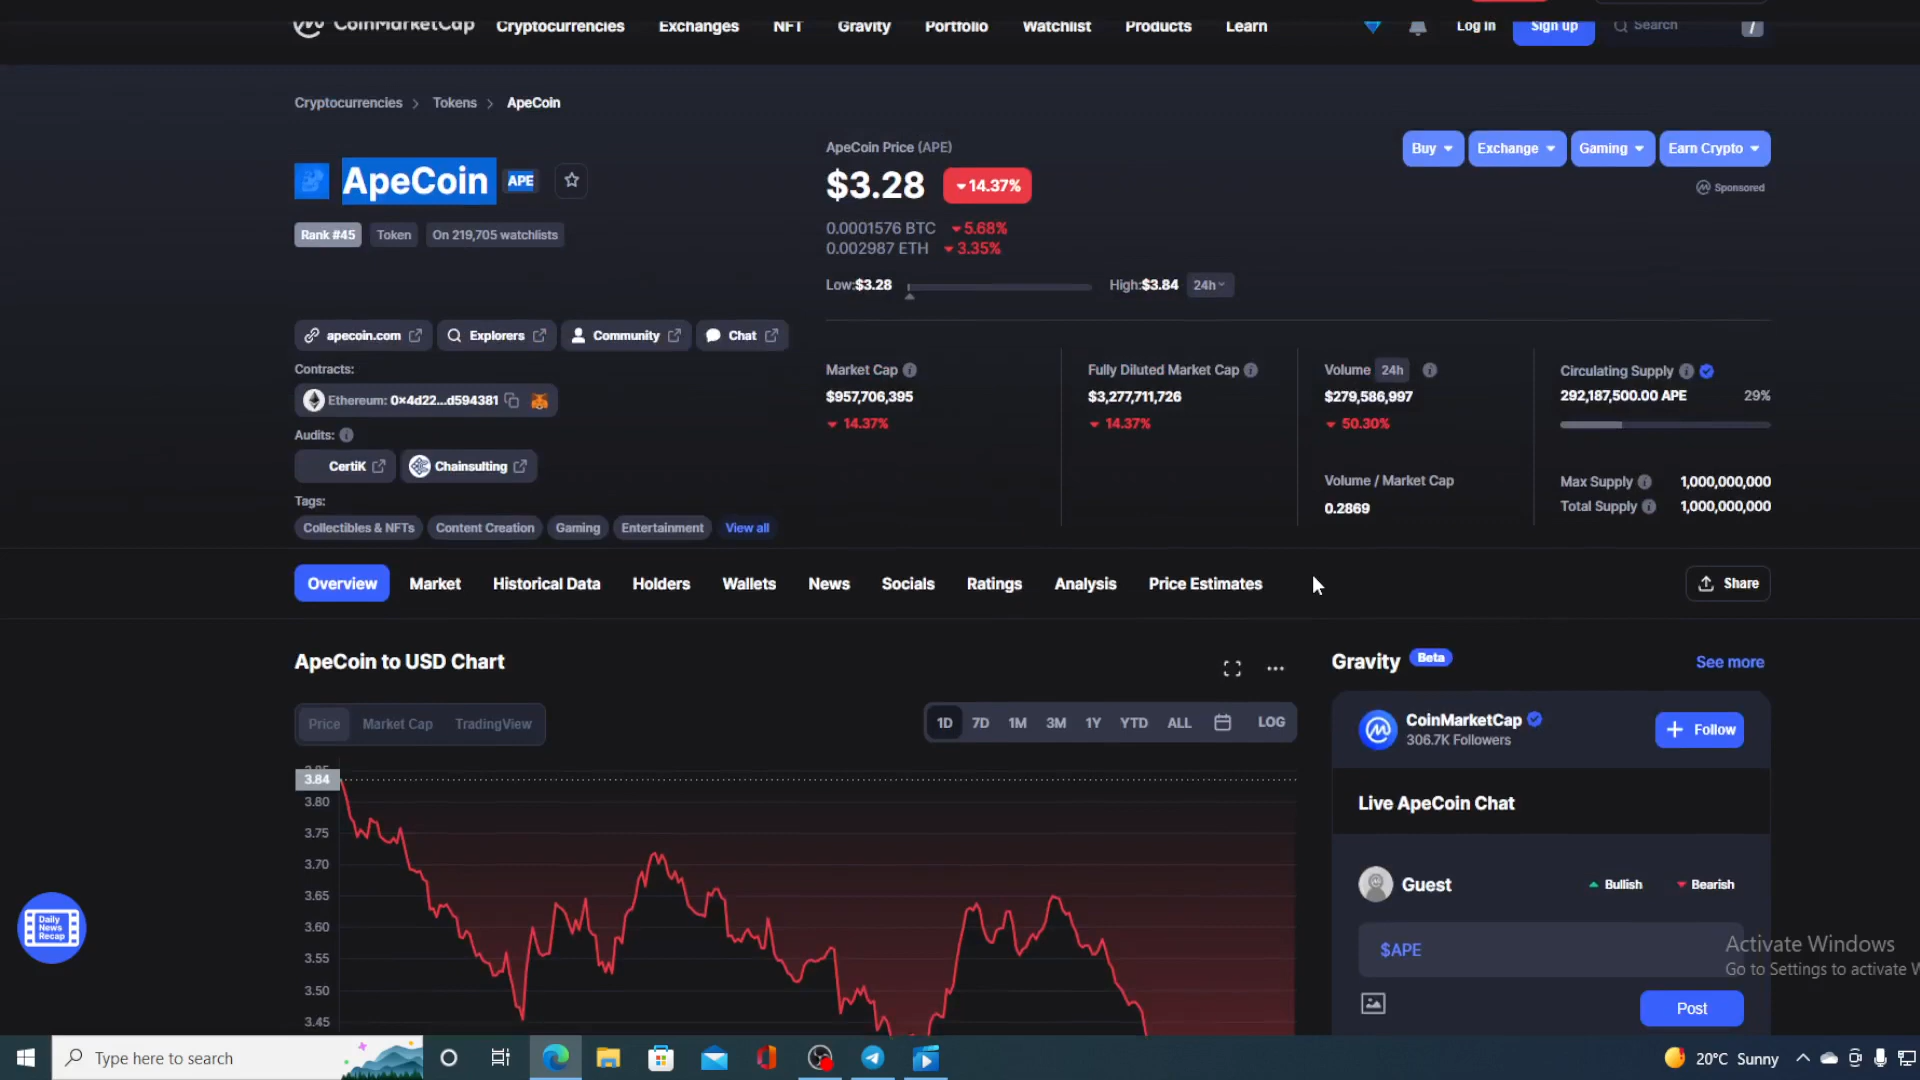 CoinMarketCap Cryptocurrencies Exchanges NFT Gravity Portfolio Watchlist Products Learn Log In Sign up Search /
Cryptocurrencies > Tokens > ApeCoin
ApeCoin APE
Rank #45 Token On 219,705 watchlists
ApeCoin Price (APE)
$3.28 14.37%
0.0001576 BTC 5.68%
0.002987 ETH 3.35%
Low:$3.28 High:$3.84 24h
Buy Exchange Gaming Earn Crypto
Sponsored
apecoin.com Explorers Community Chat
Contracts:
Ethereum: 0x4d22...d594381
Audits:
CertiK Chainsulting
Tags:
Collectibles & NFTs Content Creation Gaming Entertainment View all
Market Cap
$957,706,395
14.37%
Fully Diluted Market Cap
$3,277,711,726
14.37%
Volume 24h
$279,586,997
50.30%
Volume / Market Cap
0.2869
Circulating Supply
292,187,500.00 APE 29%
Max Supply 1,000,000,000
Total Supply 1,000,000,000
Overview Market Historical Data Holders Wallets News Socials Ratings Analysis Price Estimates Share
ApeCoin to USD Chart
Price Market Cap TradingView
1D 7D 1M 3M 1Y YTD ALL LOG
3.84
3.80
3.75
3.70
3.65
3.60
3.55
3.50
3.45
Gravity Beta See more
CoinMarketCap
306.7K Followers
Follow
Live ApeCoin Chat
Guest Bullish Bearish
$APE
Post
Daily
News
Recap
Activate Windows
Go to Settings to activate W
Type here to search
20°C Sunny